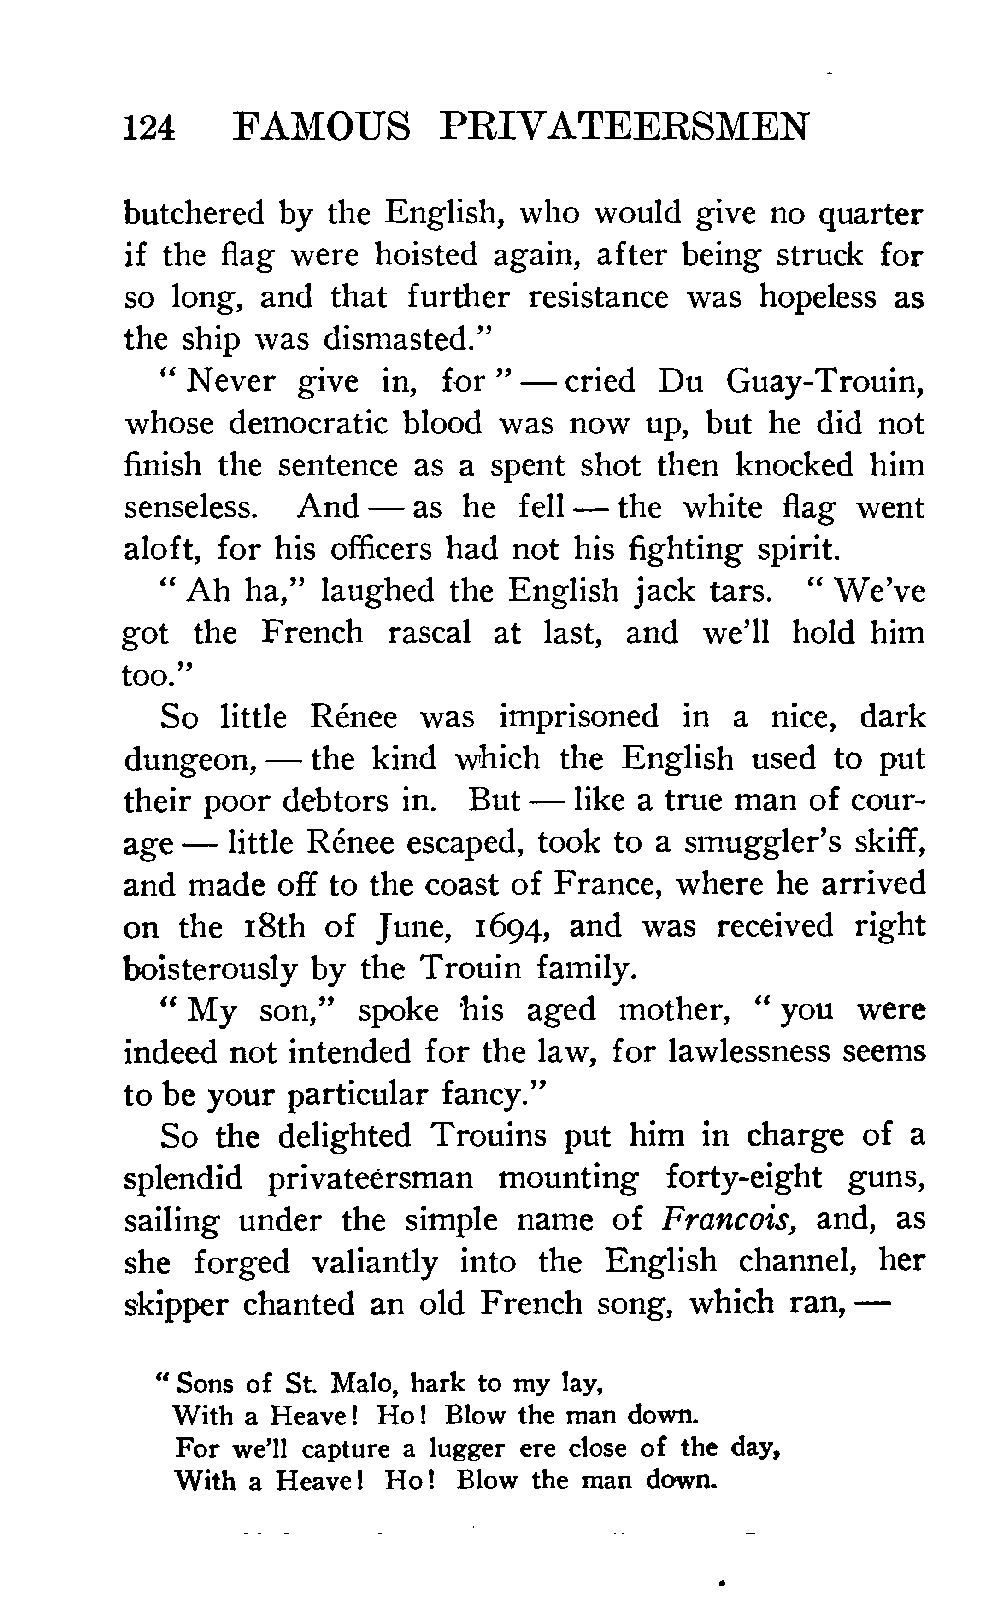 124 FAMOUS PRIVATEERSMEN
butchered by the English, who would give no quarter
if the flag were hoisted again, after being struck for
so long, and that further resistance was hopeless as
the ship was dismasted."
" Never give in, for " — cried Du Guay-Trouin,
whose democratic blood was now up, but he did not
finish the sentence as a spent shot then knocked him
senseless. And — as he fell — the white flag went
aloft, for his officers had not his fighting spirit.
" Ah ha," laughed the English jack tars. " We've
got the French rascal at last, and we'll hold him
too."
So little Rénee was imprisoned in a nice, dark
dungeon, — the kind which the English used to put
their poor debtors in. But — like a true man of cour-
age — little Rénee escaped, took to a smuggler's skiff,
and made off to the coast of France, where he arrived
on the 18th of June, 1694, and was received right
boisterously by the Trouin family.
" My son," spoke his aged mother, " you were
indeed not intended for the law, for lawlessness seems
to be your particular fancy."
So the delighted Trouins put him in charge of a
splendid privateersman mounting forty-eight guns,
sailing under the simple name of Francois, and, as
she forged valiantly into the English channel, her
skipper chanted an old French song, which ran, —
" Sons of St. Malo, hark to my lay,
With a Heave! Ho! Blow the man down.
For we'll capture a lugger ere close of the day,
With a Heave! Ho! Blow the man down.